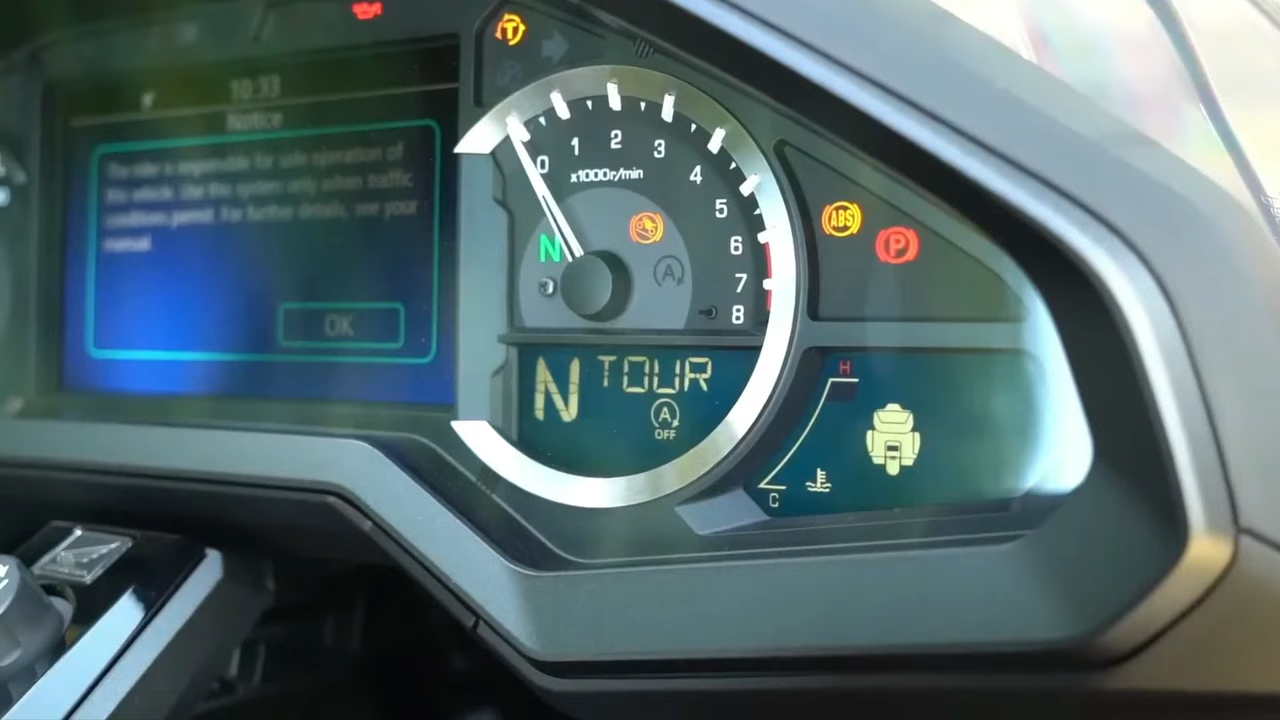 10:33
Notice
The rider is responsible for safe operation of
this vehicle. Use this system only when traffic
conditions permit. For further details, see your
manual.
OK
T
0 1 2 3 4 5 6 7 8
x1000r/min
N
A
ABS
P
N TOUR
A
OFF
H
C